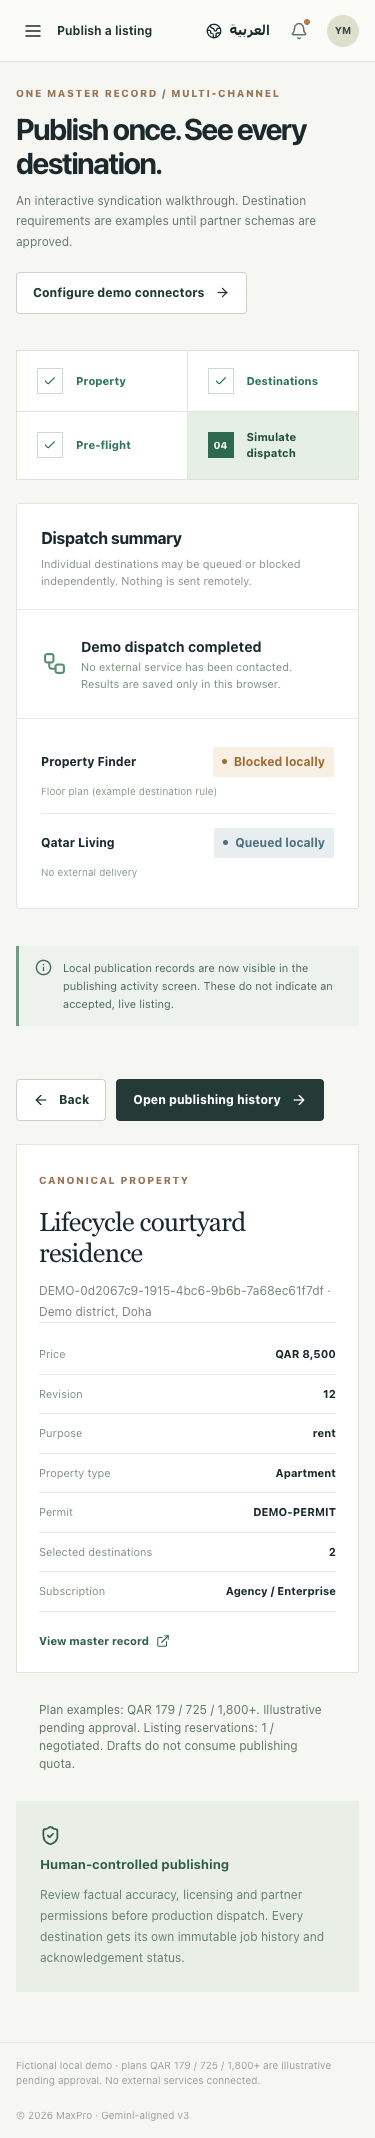 Publish a listing
العربية
YM
ONE MASTER RECORD / MULTI-CHANNEL
Publish once. See every
destination.
An interactive syndication walkthrough. Destination
requirements are examples until partner schemas are
approved.
Configure demo connectors
Property
Destinations
Pre-flight
04
Simulate
dispatch
Dispatch summary
Individual destinations may be queued or blocked
independently. Nothing is sent remotely.
Demo dispatch completed
No external service has been contacted.
Results are saved only in this browser.
Property Finder
Blocked locally
Floor plan (example destination rule)
Qatar Living
Queued locally
No external delivery
Local publication records are now visible in the
publishing activity screen. These do not indicate an
accepted, live listing.
Back
Open publishing history
CANONICAL PROPERTY
Lifecycle courtyard
residence
DEMO-0d2067c9-1915-4bc6-9b6b-7a68ec61f7df ·
Demo district, Doha
Price
QAR 8,500
Revision
12
Purpose
rent
Property type
Apartment
Permit
DEMO-PERMIT
Selected destinations
2
Subscription
Agency / Enterprise
View master record
Plan examples: QAR 179 / 725 / 1,800+. Illustrative
pending approval. Listing reservations: 1 /
negotiated. Drafts do not consume publishing
quota.
Human-controlled publishing
Review factual accuracy, licensing and partner
permissions before production dispatch. Every
destination gets its own immutable job history and
acknowledgement status.
Fictional local demo · plans QAR 179 / 725 / 1,800+ are illustrative
pending approval. No external services connected.
© 2026 MaxPro · Gemini-aligned v3